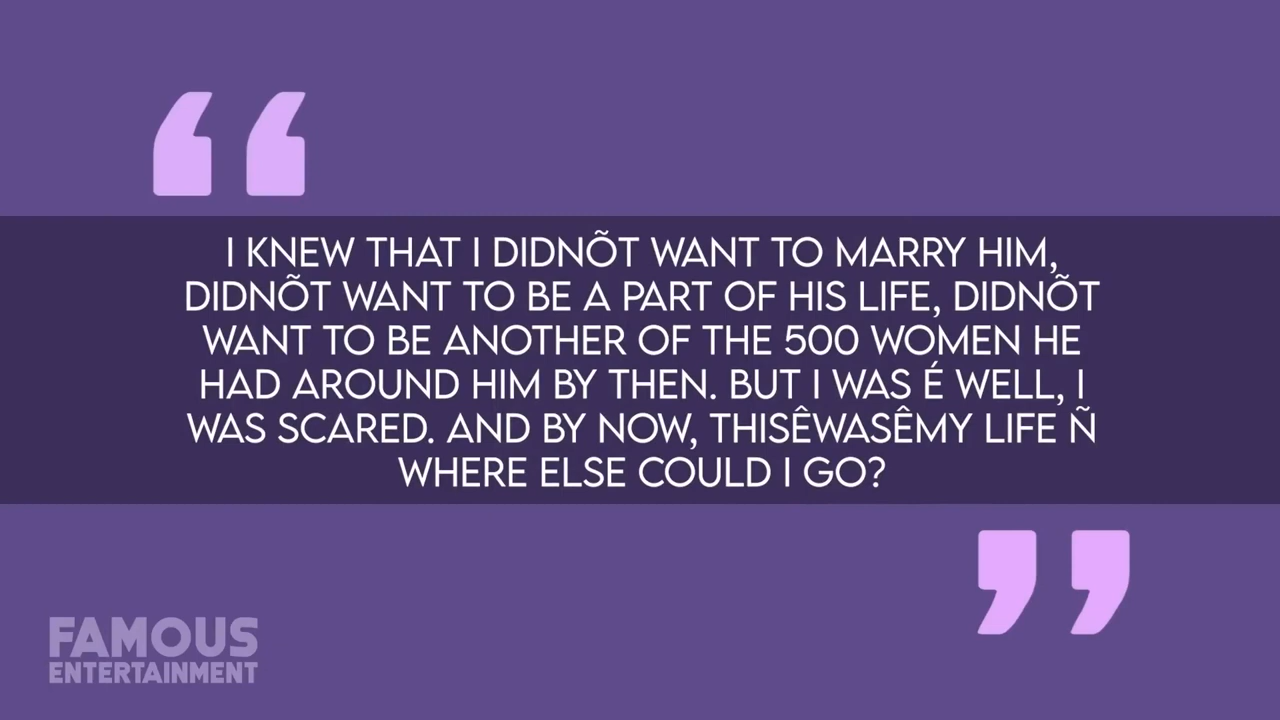 I KNEW THAT I DIDNÕT WANT TO MARRY HIM,
DIDNÕT WANT TO BE A PART OF HIS LIFE, DIDNÕT
WANT TO BE ANOTHER OF THE 500 WOMEN HE
HAD AROUND HIM BY THEN. BUT I WAS É WELL, I
WAS SCARED. AND BY NOW, THISÊWASÊMY LIFE Ñ
WHERE ELSE COULD I GO?
FAMOUS
ENTERTAINMENT